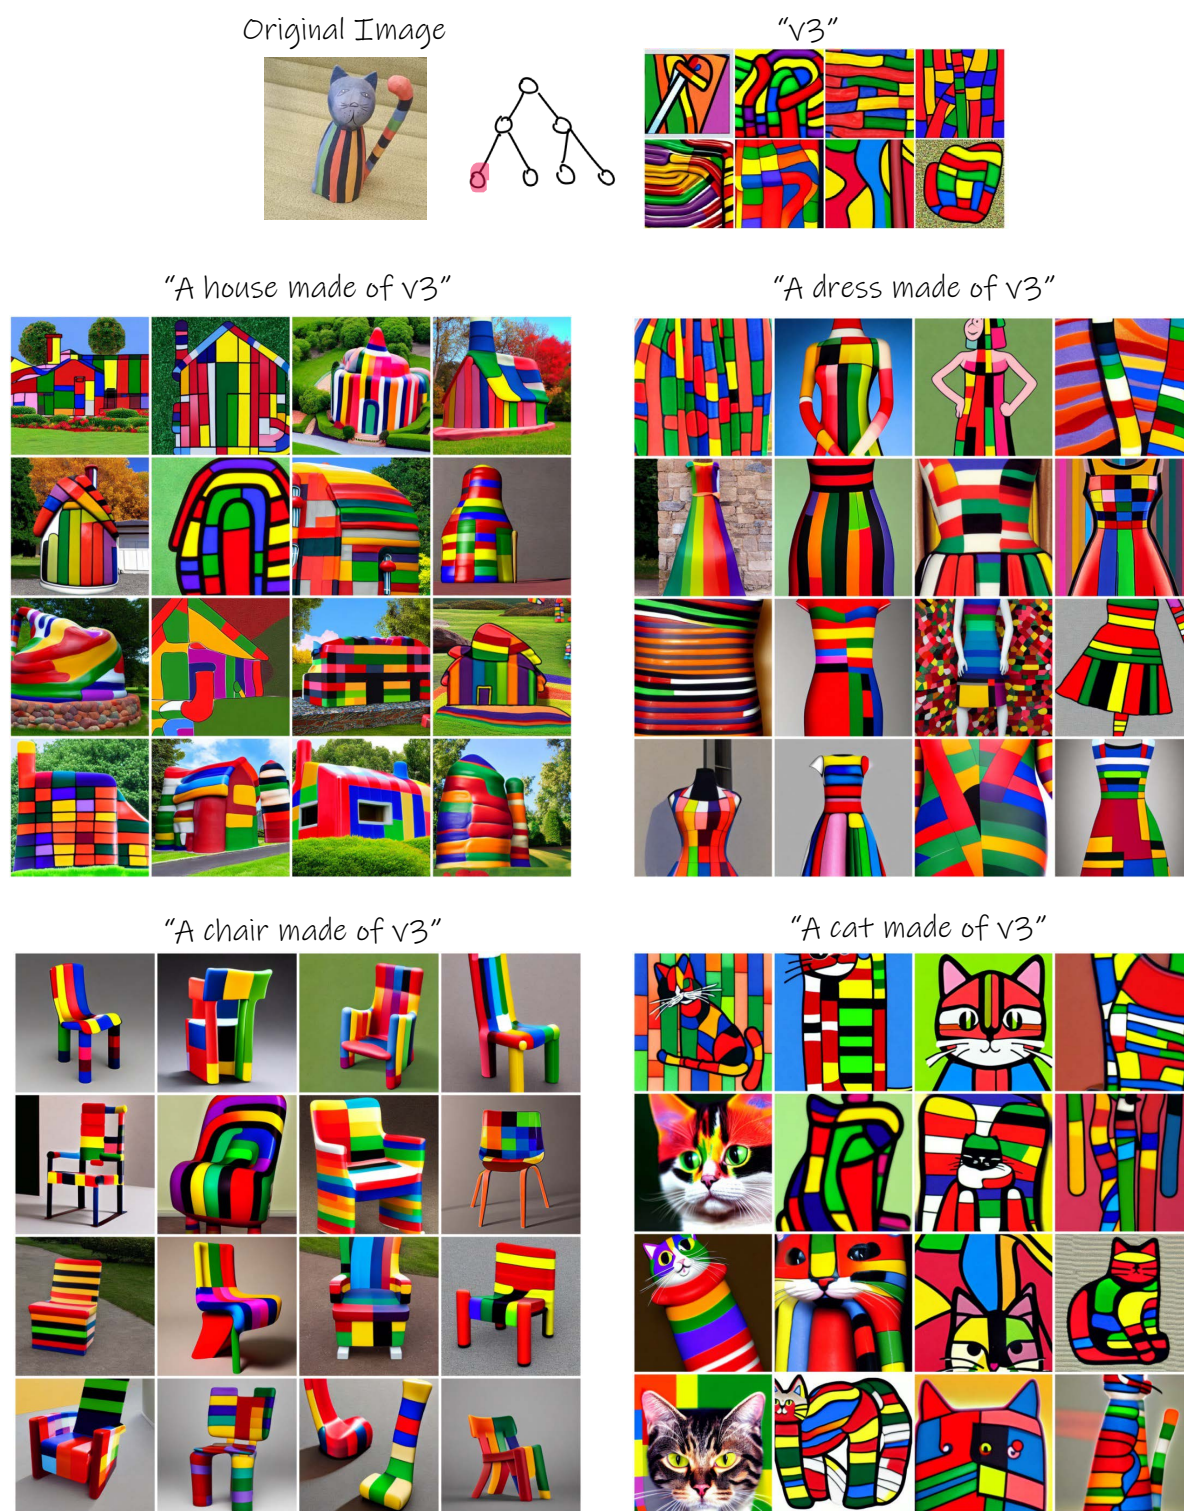 Original Image
"v3"
"A house made of v3"
"A dress made of v3"
"A chair made of v3"
"A cat made of v3"